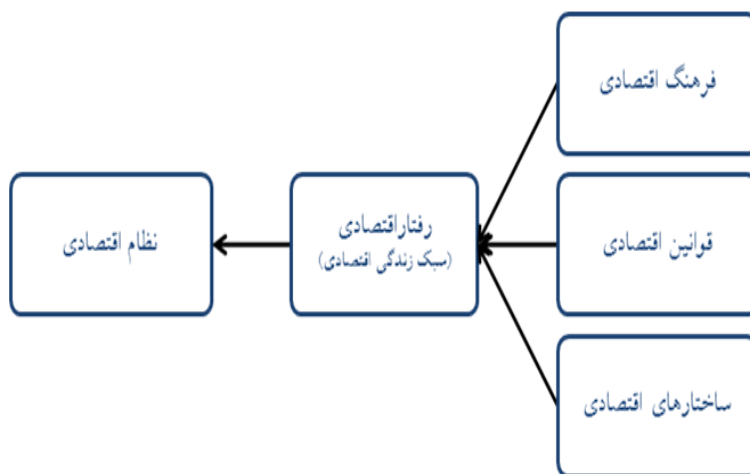 فرهنگ اقتصادی
قوانین اقتصادی
ساختارهای اقتصادی
رفتاراقتصادی
(سبک زندگی اقتصادی)
نظام اقتصادی